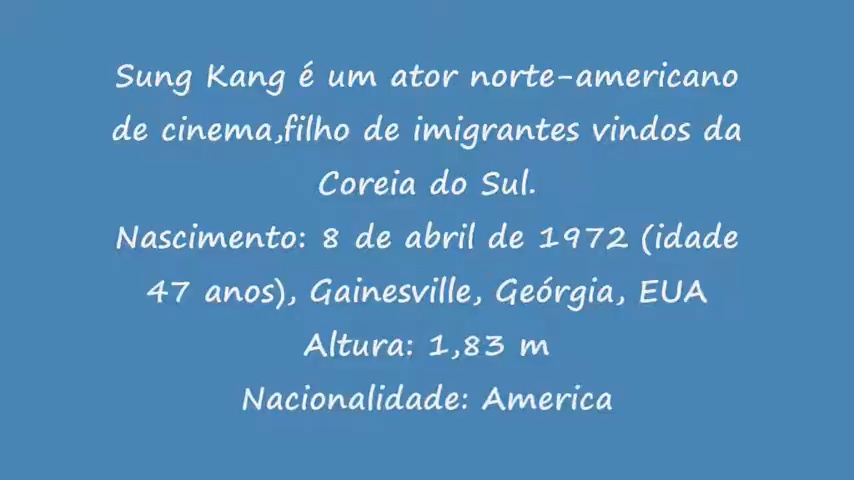 Sung Kang é um ator norte-americano
de cinema,filho de imigrantes vindos da
Coreia do Sul.
Nascimento: 8 de abril de 1972 (idade
47 anos), Gainesville, Geórgia, EUA
Altura: 1,83 m
Nacionalidade: America